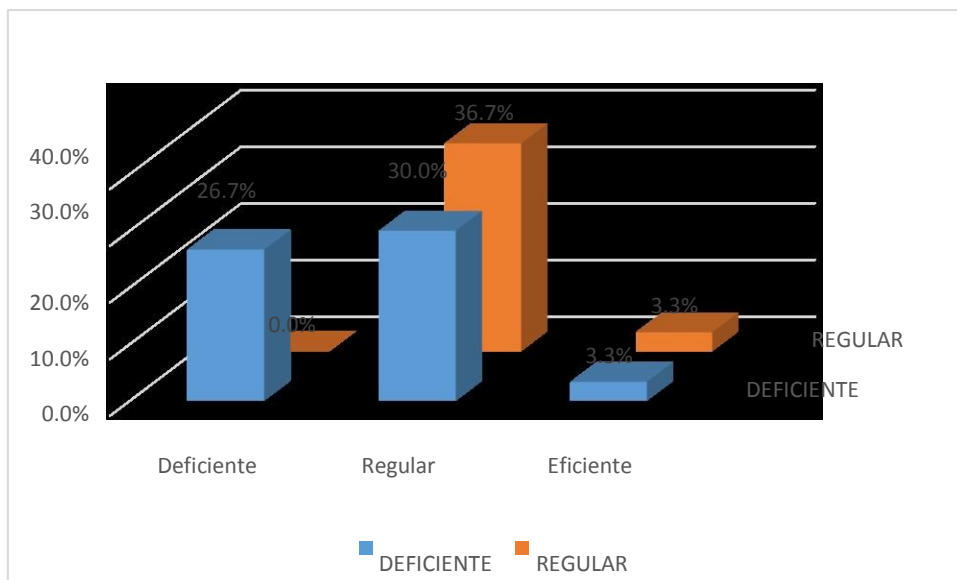 36.7%
40.0%
30.0%
26.7%
30.0%
20.0%
0.0%
3.3%
10.0%
REGULAR
3.3%
DEFICIENTE
0.0%
Deficiente Regular Eficiente
DEFICIENTE REGULAR